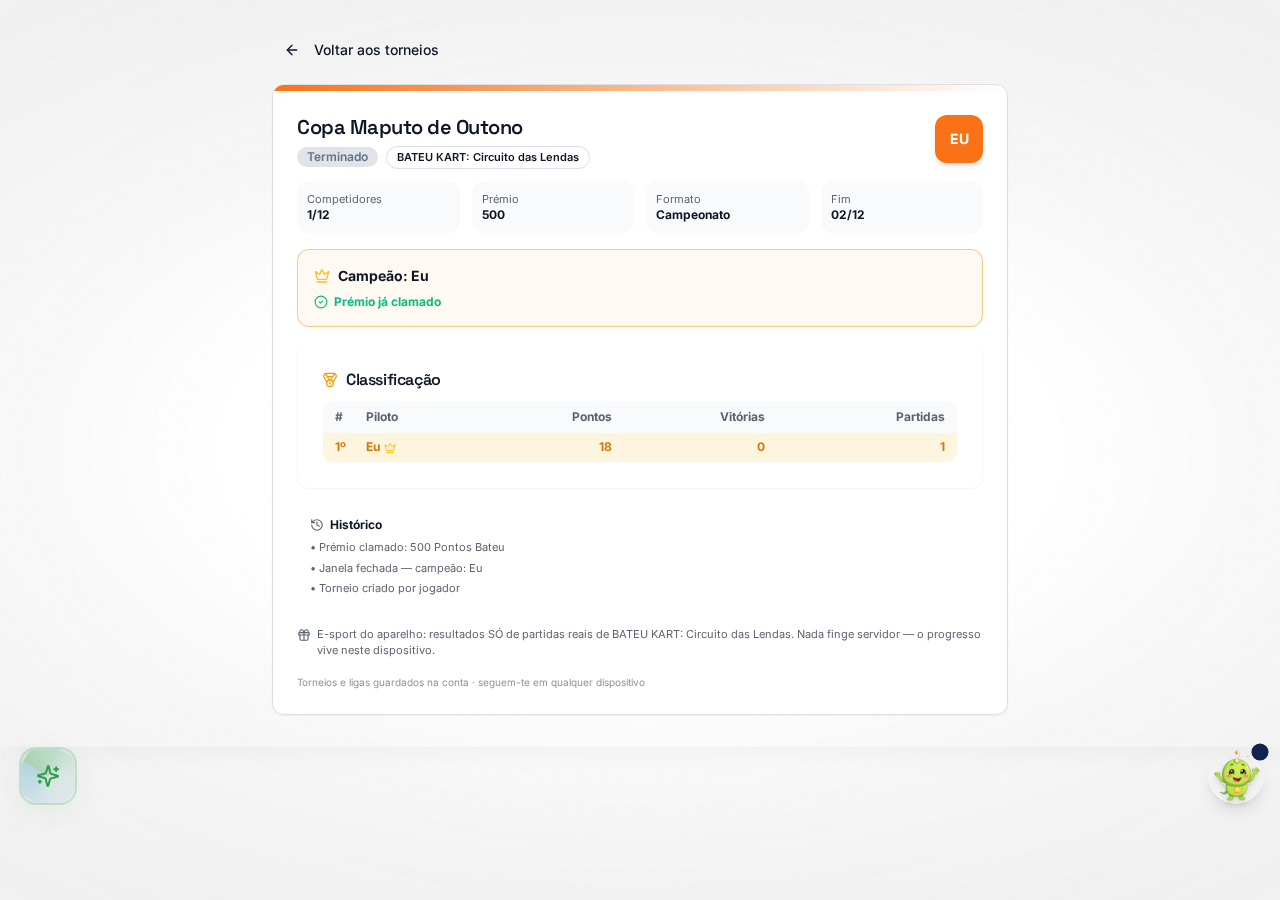 Voltar aos torneios
Copa Maputo de Outono
EU
Terminado
BATEU KART: Circuito das Lendas
Competidores
1/12
Prémio
500
Formato
Campeonato
Fim
02/12
Campeão: Eu
Prémio já clamado
Classificação
# Piloto Pontos Vitórias Partidas
1º Eu 18 0 1
Histórico
• Prémio clamado: 500 Pontos Bateu
• Janela fechada — campeão: Eu
• Torneio criado por jogador
E-sport do aparelho: resultados SÓ de partidas reais de BATEU KART: Circuito das Lendas. Nada finge servidor — o progresso
vive neste dispositivo.
Torneios e ligas guardados na conta · seguem-te em qualquer dispositivo